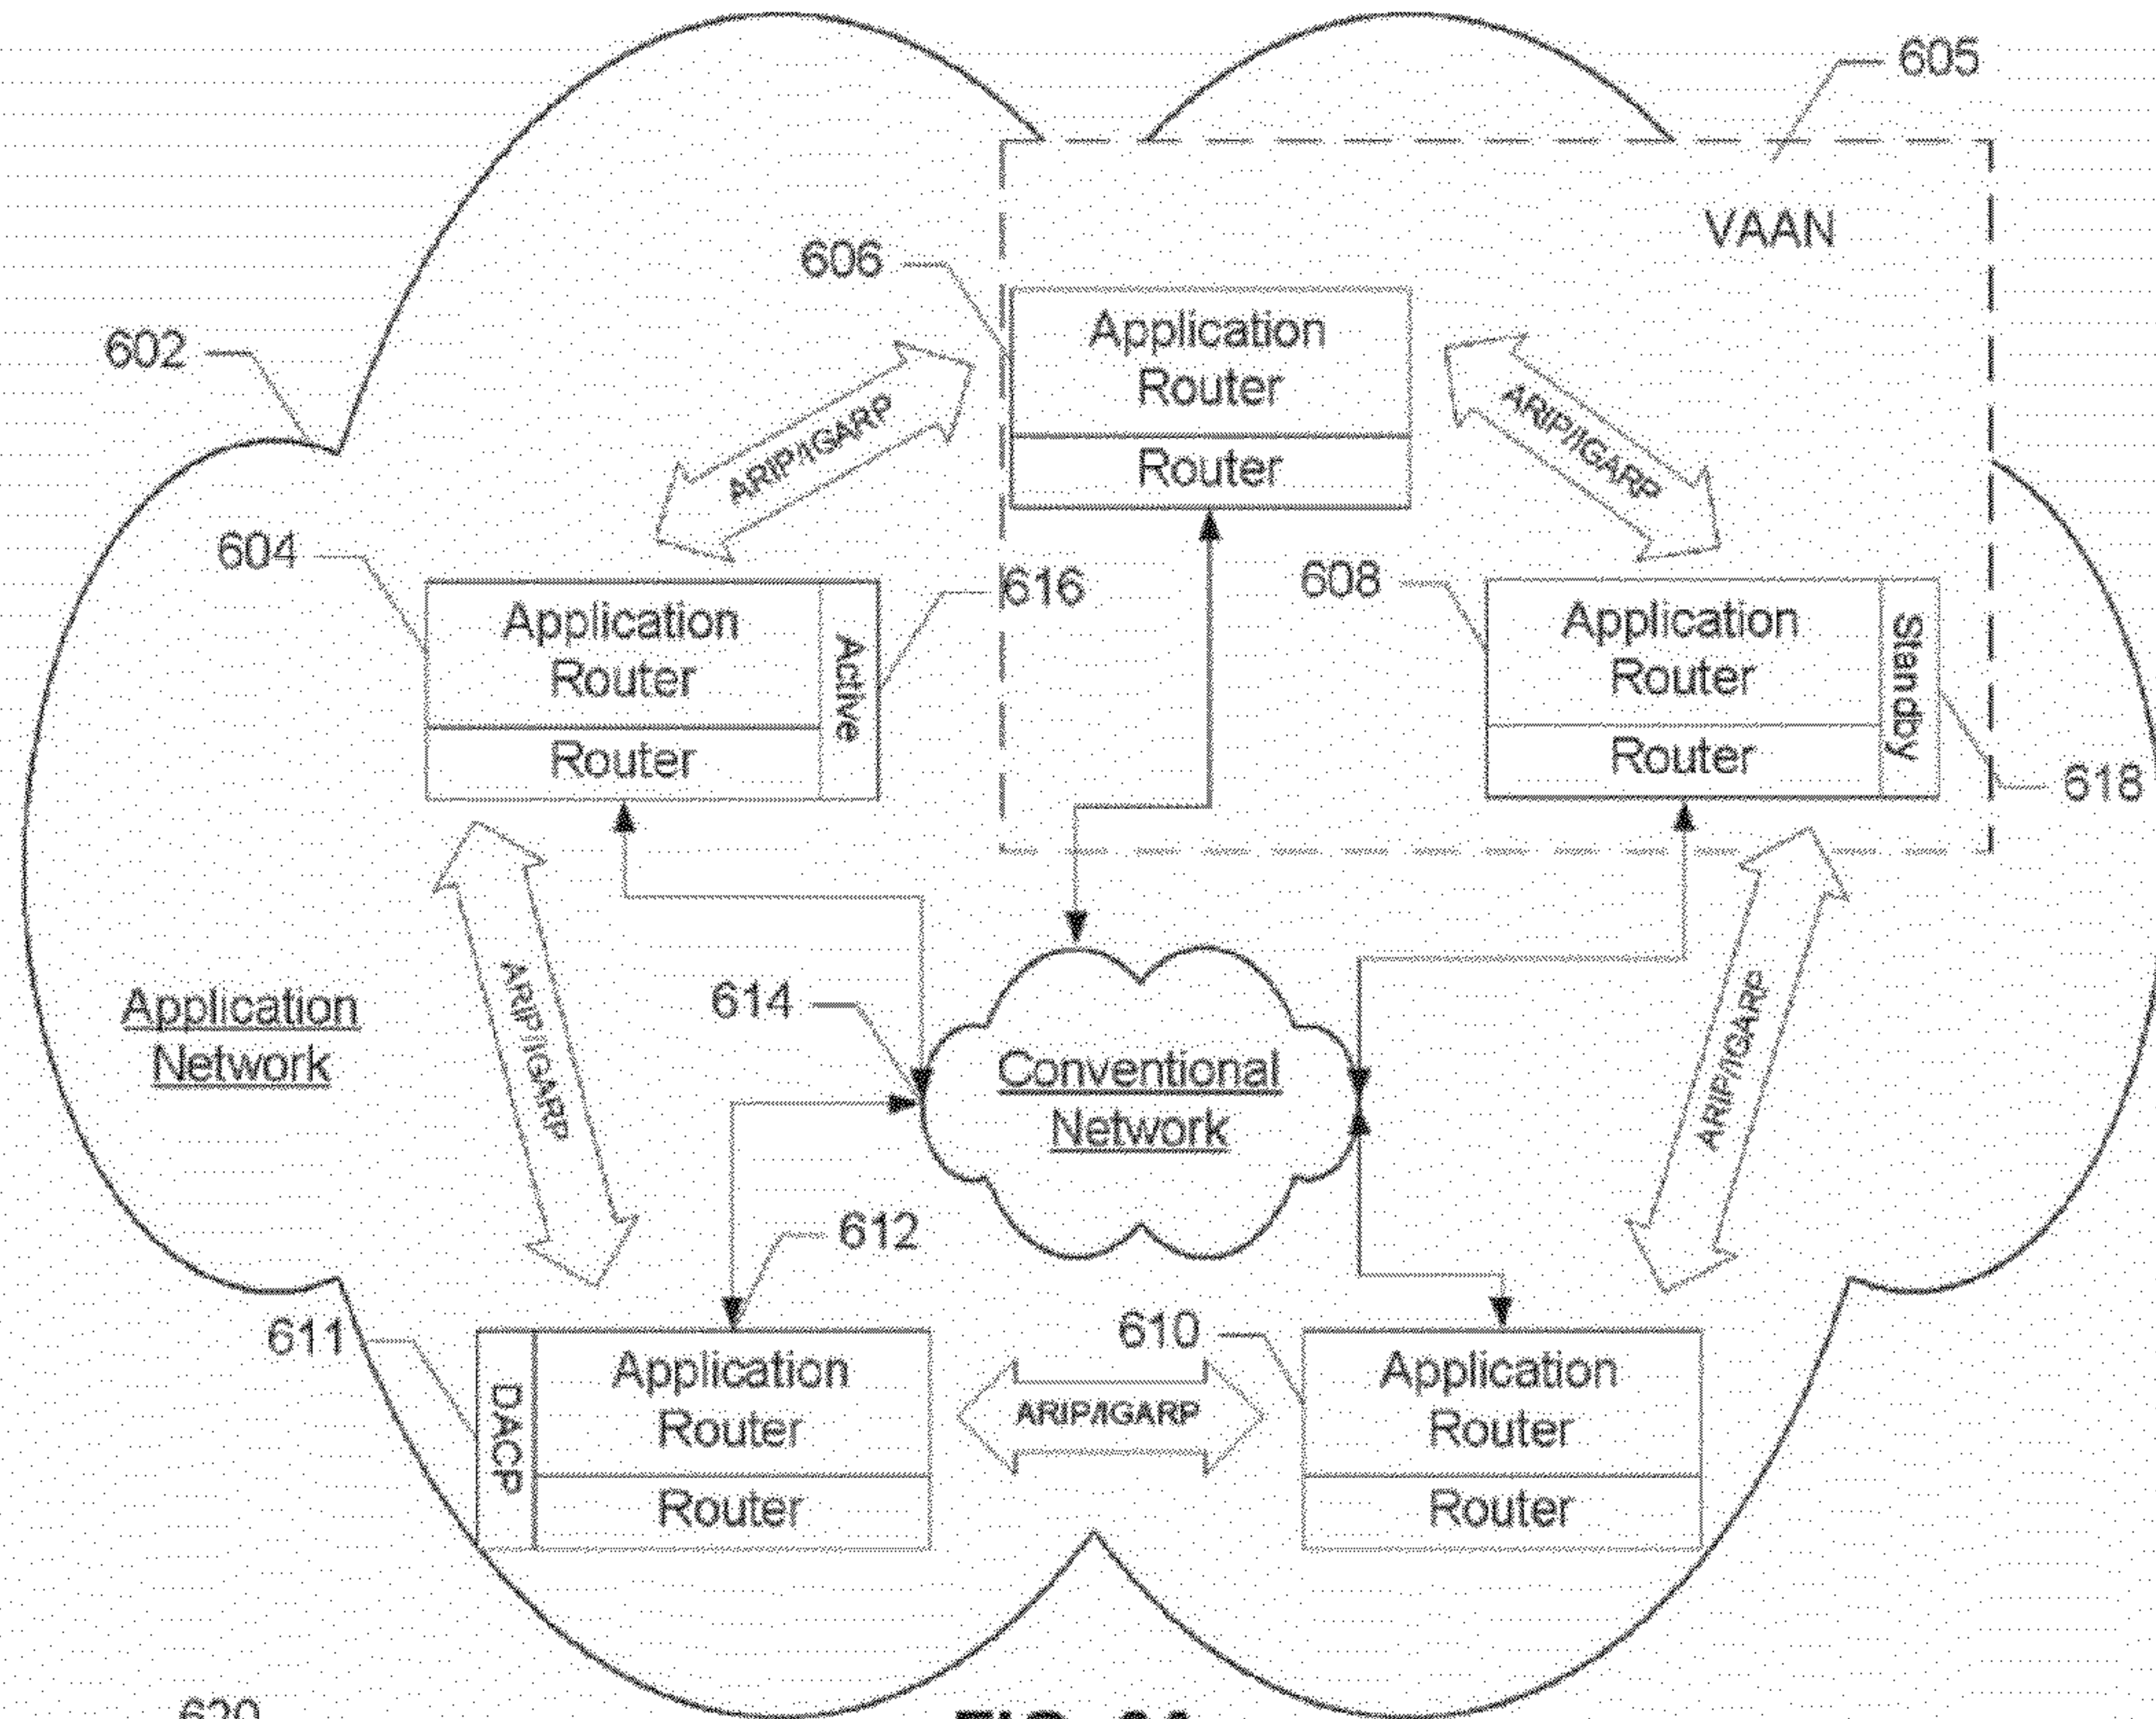 605
VAAN
606
Application
Router
Router
602
ARIP/IGARP
ARIP/IGARP
604
Application
Router
Router
Active
616
608
Application
Router
Router
Standby
618
Application
Network
ARIP/IGARP
614
Conventional
Network
ARIP/IGARP
612
611
DACP
Application
Router
Router
610
ARIP/IGARP
Application
Router
Router
620